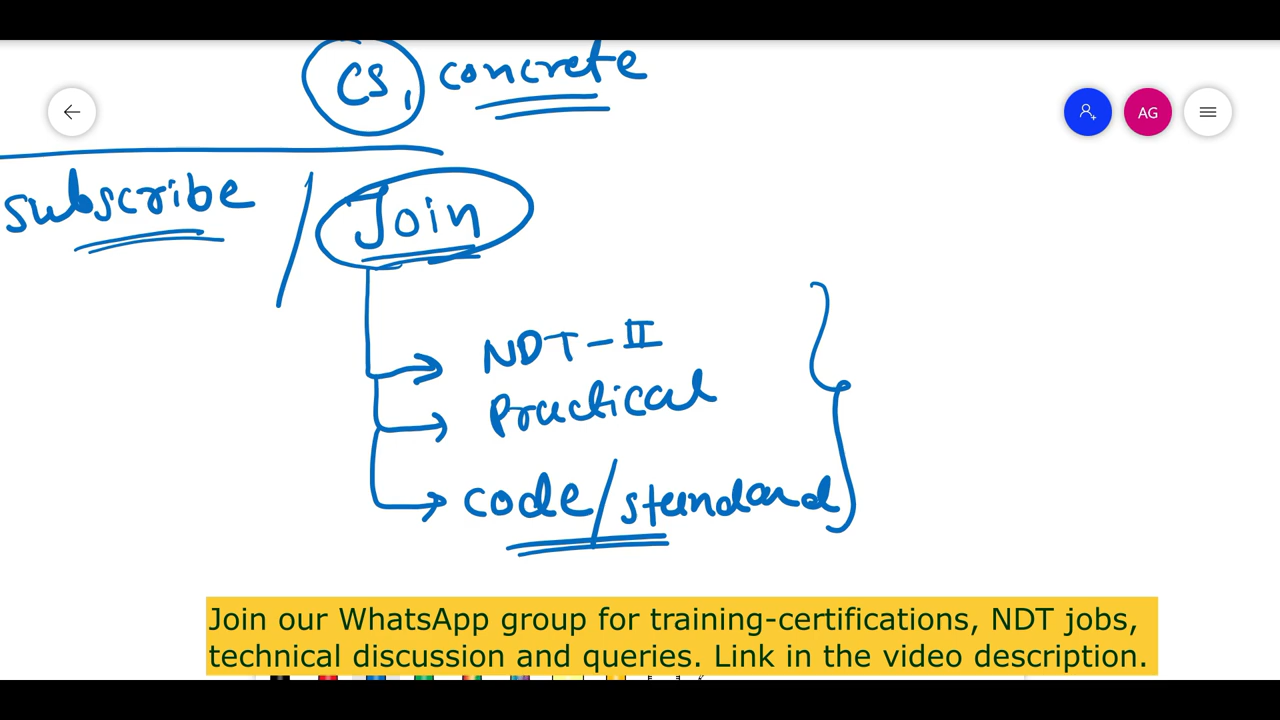 CS, concrete
AG
subscribe / Join
NDT-II
Practical
code/standard
Join our WhatsApp group for training-certifications, NDT jobs,
technical discussion and queries. Link in the video description.